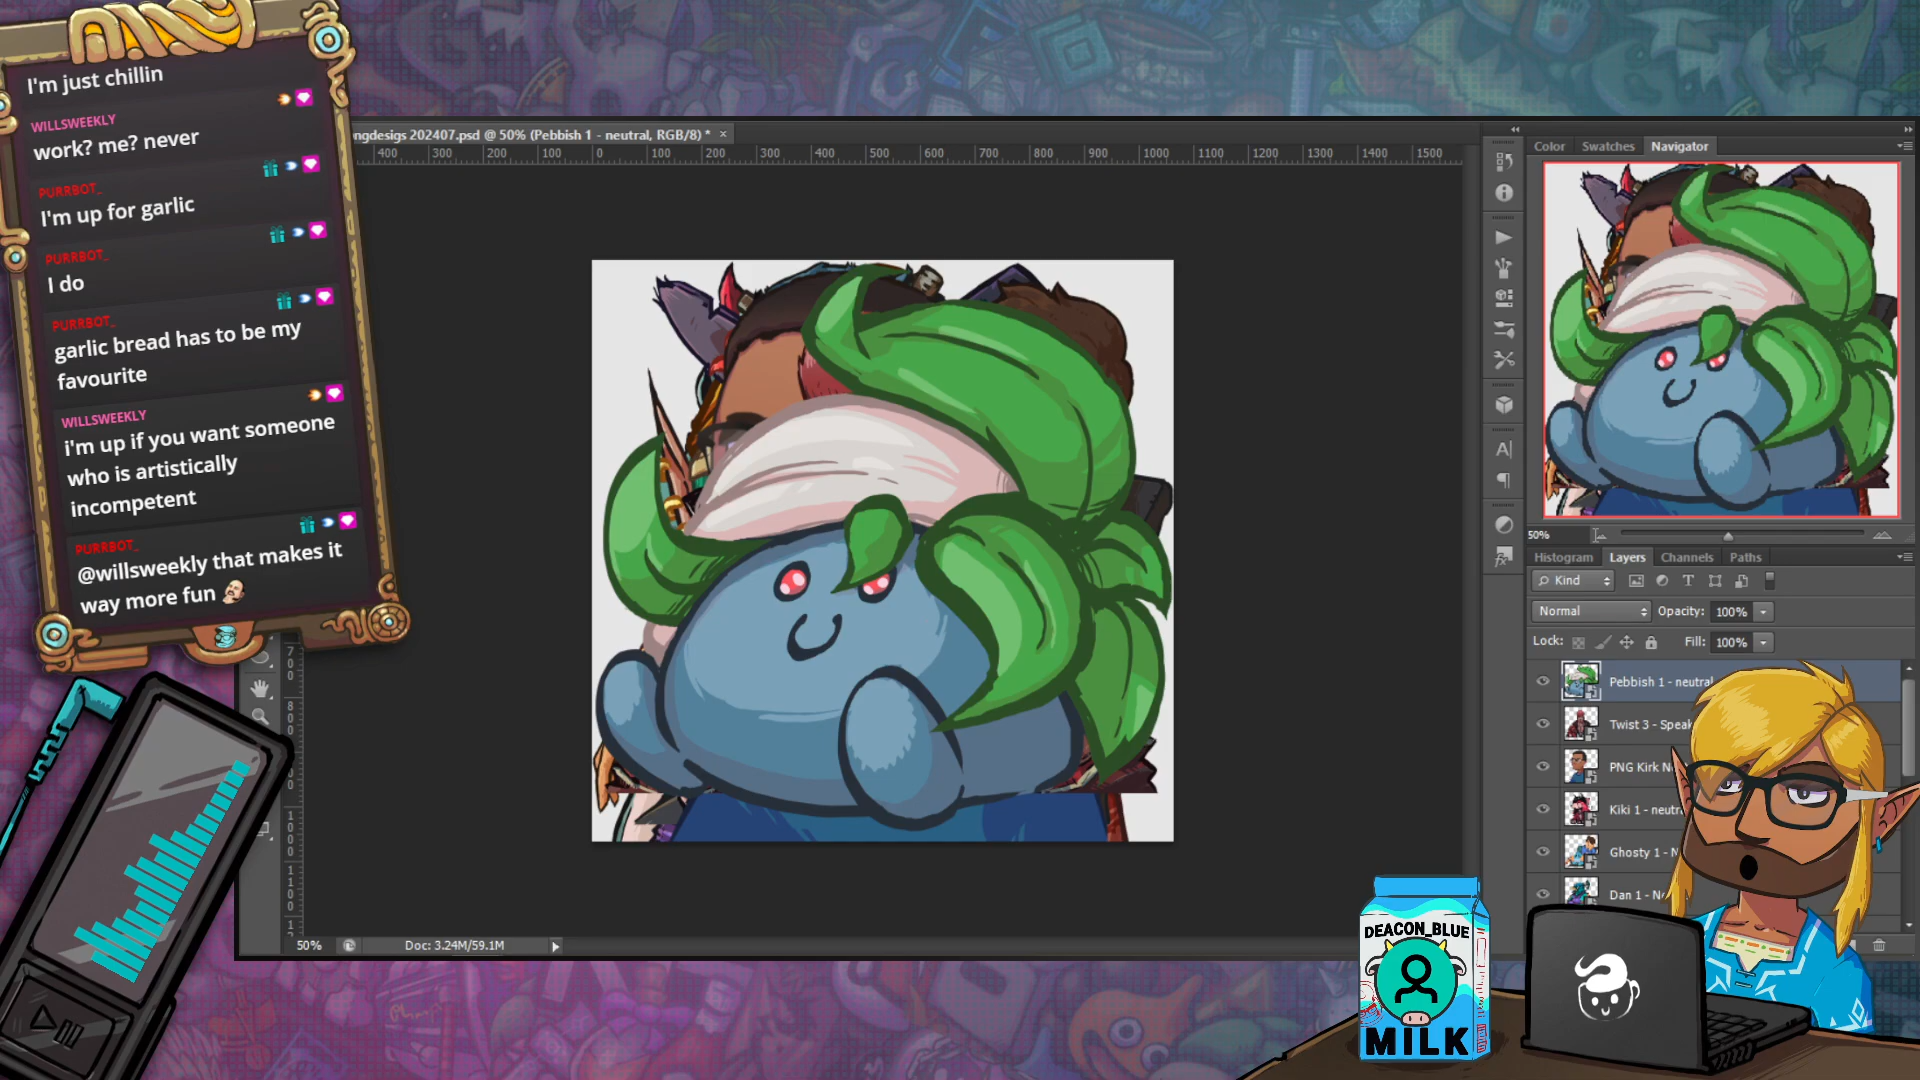 I'm just chillin
WILLSWEEKLY
work? me? never
PURRBOT_
I'm up for garlic
PURRBOT_
I do
PURRBOT_
garlic bread has to be my
favourite
WILLSWEEKLY
i'm up if you want someone
who is artistically
incompetent
PURRBOT_
@willsweekly that makes it
way more fun
ngdesigs 202407.psd @ 50% (Pebbish 1 - neutral, RGB/8) * ×
400 300 200 100 0 100 200 300 400 500 600 700 800 900 1000 1100 1200 1300 1400 1500
50%
Doc: 3.24M/59.1M
Color Swatches Navigator
50%
Histogram Layers Channels Paths
Kind
Normal
Opacity: 100%
Lock:
Fill: 100%
Pebbish 1 - neutral
Twist 3 - Speak
PNG Kirk Ne
Kiki 1 - neutr
Ghosty 1 - N
Dan 1 - Ne
DEACON_BLUE
MILK